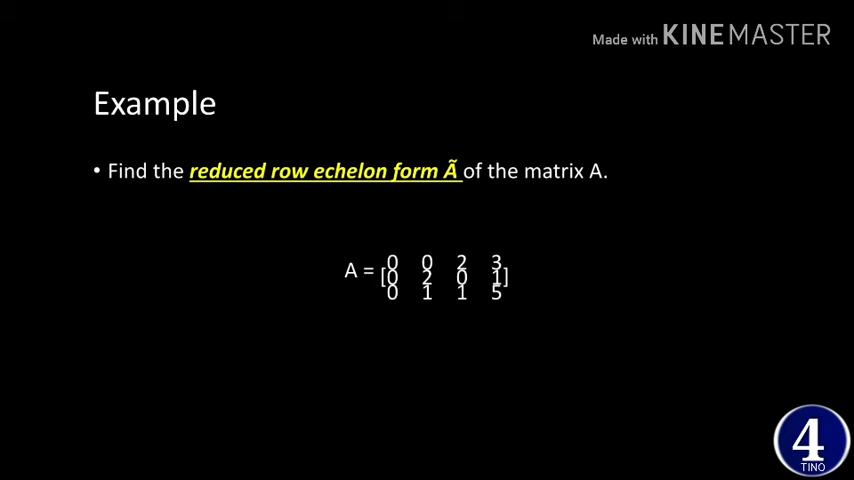 Made with KINEMASTER
Example
• Find the reduced row echelon form Ã of the matrix A.
A = [
0 0 2 3
0 2 0 1
0 1 1 5
]
4
TINO